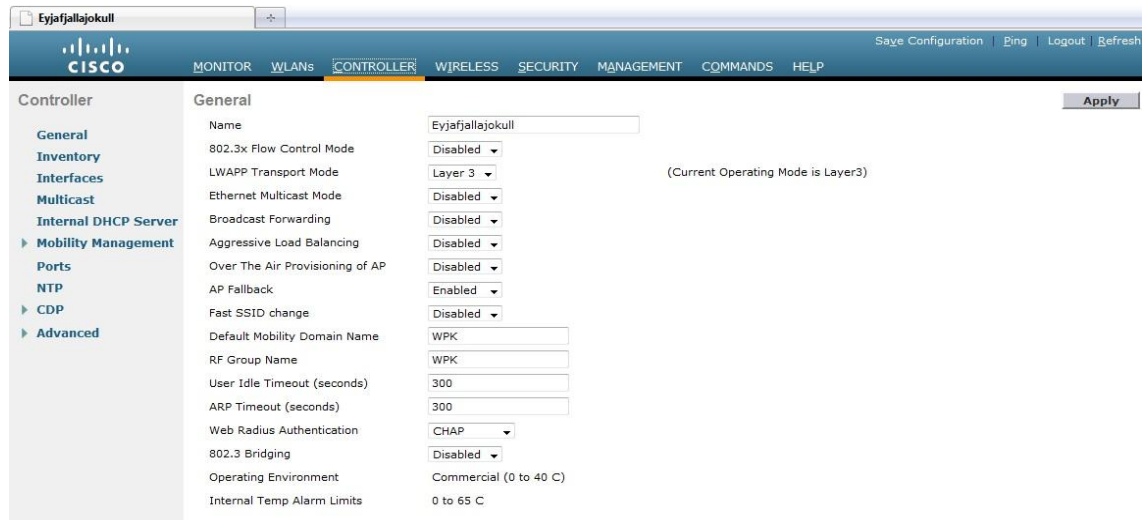 Eyjafjallajokull
Save Configuration | Ping | Logout | Refresh
CISCO
MONITOR WLANs CONTROLLER WIRELESS SECURITY MANAGEMENT COMMANDS HELP
Controller
General
Inventory
Interfaces
Multicast
Internal DHCP Server
Mobility Management
Ports
NTP
CDP
Advanced
General
Apply
Name Eyjafjallajokull
802.3x Flow Control Mode Disabled
LWAPP Transport Mode Layer 3 (Current Operating Mode is Layer3)
Ethernet Multicast Mode Disabled
Broadcast Forwarding Disabled
Aggressive Load Balancing Disabled
Over The Air Provisioning of AP Disabled
AP Fallback Enabled
Fast SSID change Disabled
Default Mobility Domain Name WPK
RF Group Name WPK
User Idle Timeout (seconds) 300
ARP Timeout (seconds) 300
Web Radius Authentication CHAP
802.3 Bridging Disabled
Operating Environment Commercial (0 to 40 C)
Internal Temp Alarm Limits 0 to 65 C